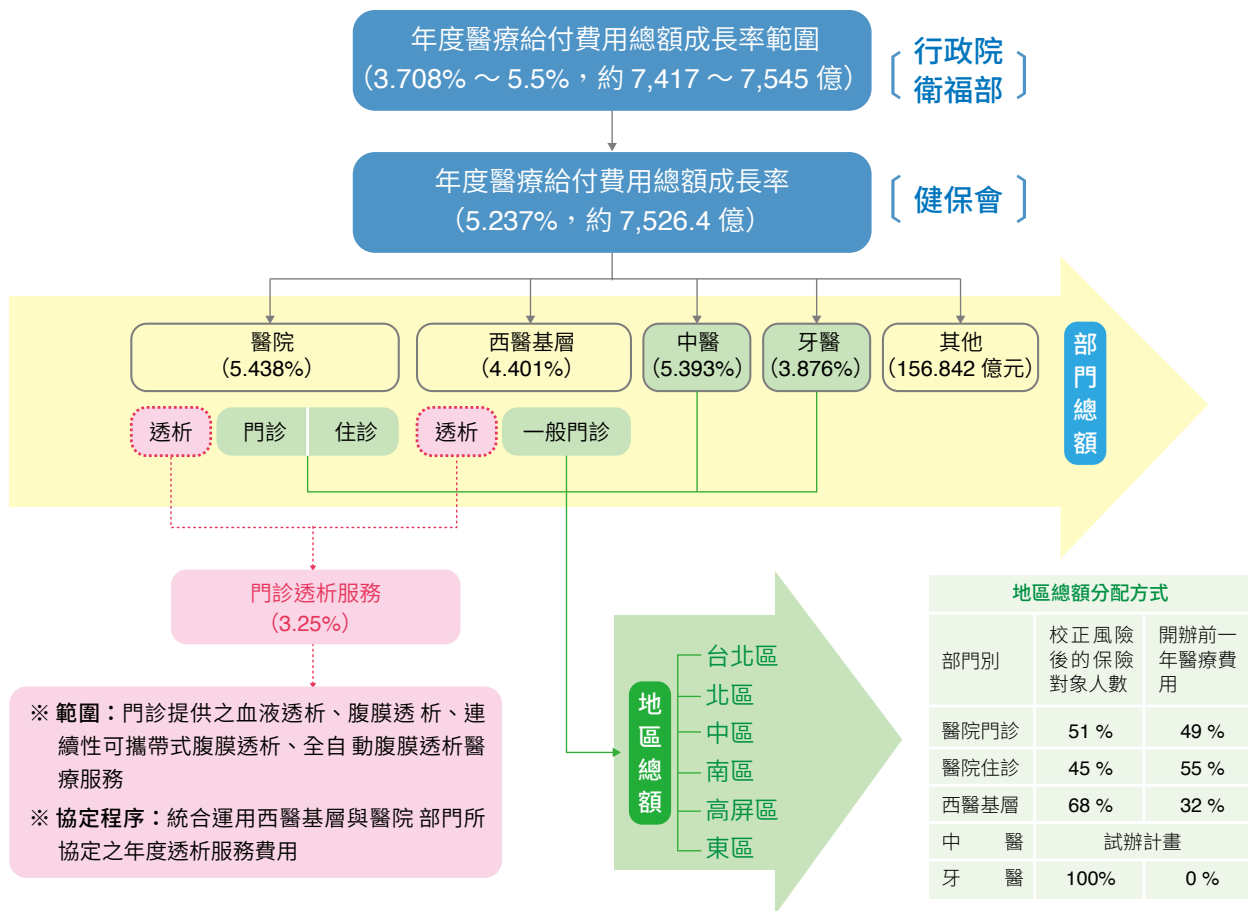 年度醫療給付費用總額成長率範圍
（3.708% ～ 5.5%，約 7,417 ～ 7,545 億）
行政院
衛福部
年度醫療給付費用總額成長率
（5.237%，約 7,526.4 億）
健保會
醫院
（5.438%）
西醫基層
（4.401%）
中醫
（5.393%）
牙醫
（3.876%）
其他
（156.842 億元）
部門總額
透析
門診
住診
透析
一般門診
門診透析服務
（3.25%）
※ 範圍：門診提供之血液透析、腹膜透 析、連
續性可攜帶式腹膜透析、全自 動腹膜透析醫
療服務
※ 協定程序：統合運用西醫基層與醫院 部門所
協定之年度透析服務費用
地區總額
台北區
北區
中區
南區
高屏區
東區
地區總額分配方式
部門別
校正風險
後的保險
對象人數
開辦前一
年醫療費
用
醫院門診 51 % 49 %
醫院住診 45 % 55 %
西醫基層 68 % 32 %
中 醫 試辦計畫
牙 醫 100% 0 %